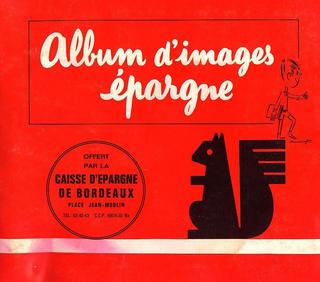 Album d'images
épargne
OFFERT
PAR LA
CAISSE D'EPARGNE
DE BORDEAUX
PLACE JEAN-MOULIN